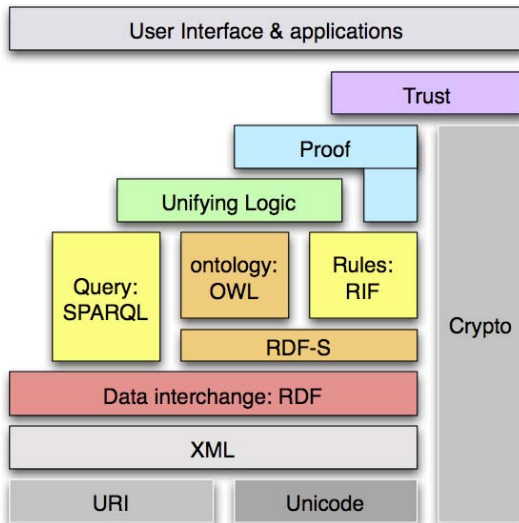 User Interface & applications
Trust
Proof
Unifying Logic
Query:
SPARQL
ontology:
OWL
Rules:
RIF
Crypto
RDF-S
Data interchange: RDF
XML
URI
Unicode